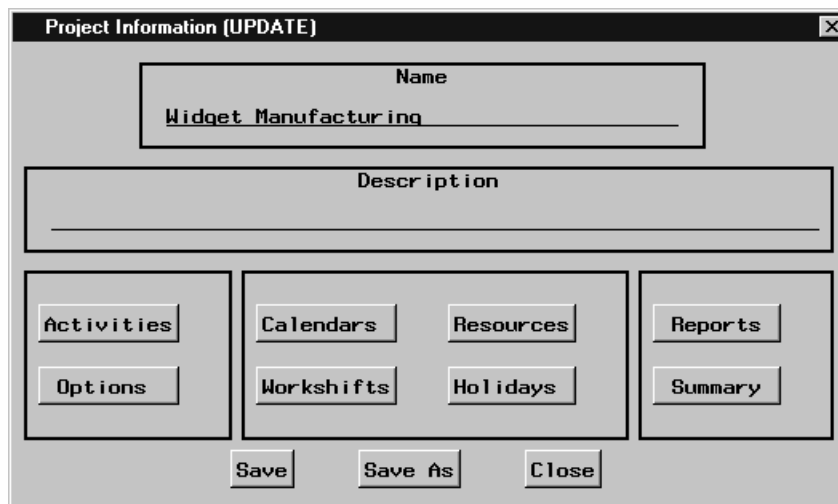 Project Information (UPDATE)
Name
Widget Manufacturing
Description
Activities
Calendars
Resources
Reports
Options
Workshifts
Holidays
Summary
Save
Save As
Close